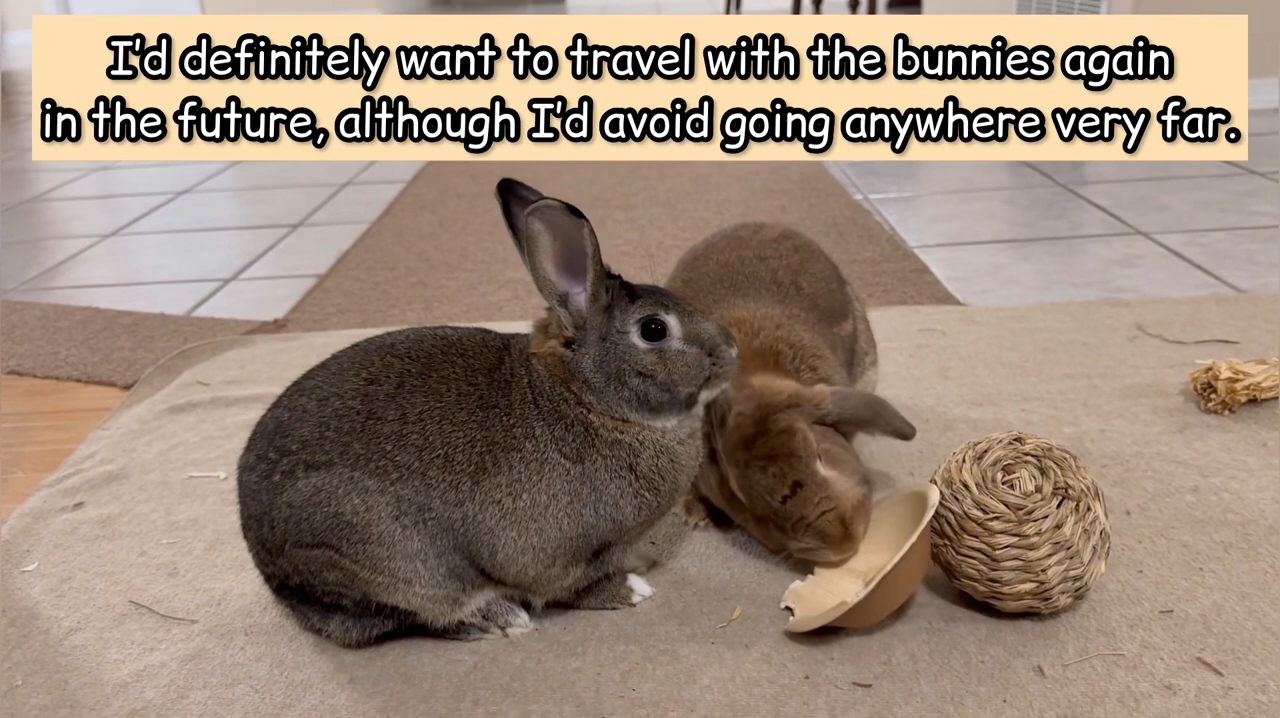 I'd definitely want to travel with the bunnies again
in the future, although I'd avoid going anywhere very far.